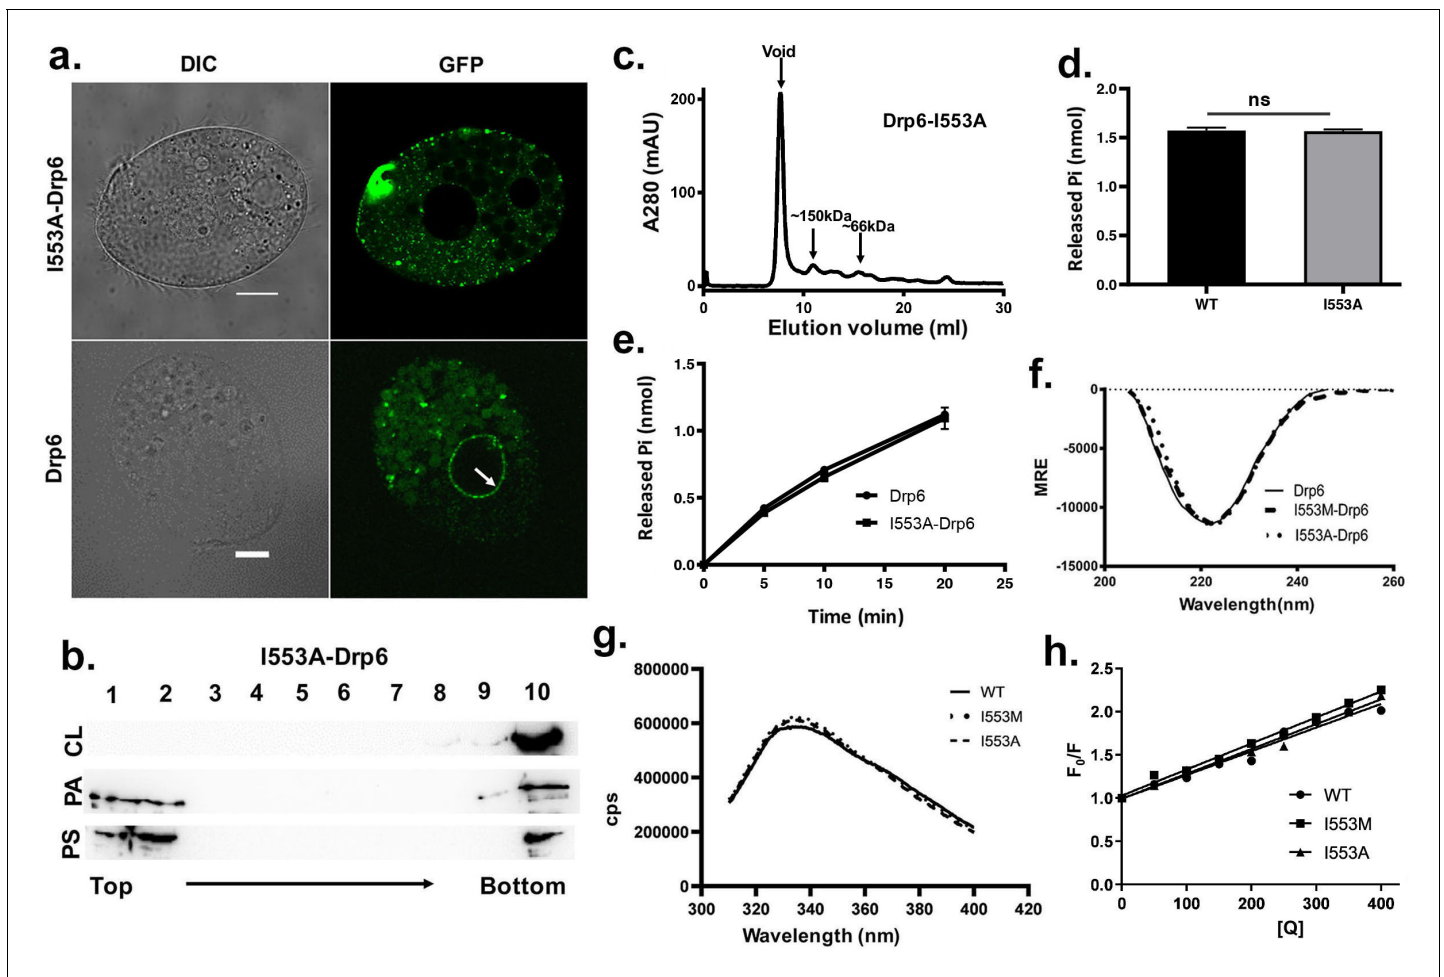 a.
DIC
GFP
I553A-Drp6
Drp6
b.
I553A-Drp6
1 2 3 4 5 6 7 8 9 10
CL
PA
PS
Top
Bottom
c.
Void
Drp6-I553A
~150kDa
~66kDa
A280 (mAU)
200
100
0
0 10 20 30
Elution volume (ml)
d.
ns
Released Pi (nmol)
2.0
1.5
1.0
0.5
0.0
WT I553A
e.
Released Pi (nmol)
1.5
1.0
0.5
0.0
Drp6
I553A-Drp6
0 5 10 15 20 25
Time (min)
f.
MRE
0
-5000
-10000
-15000
Drp6
I553M-Drp6
I553A-Drp6
200 220 240 260
Wavelength(nm)
g.
cps
800000
600000
400000
200000
0
WT
I553M
I553A
300 320 340 360 380 400 420
Wavelength (nm)
h.
F0/F
2.5
2.0
1.5
1.0
0.5
0.0
WT
I553M
I553A
0 100 200 300 400
[Q]